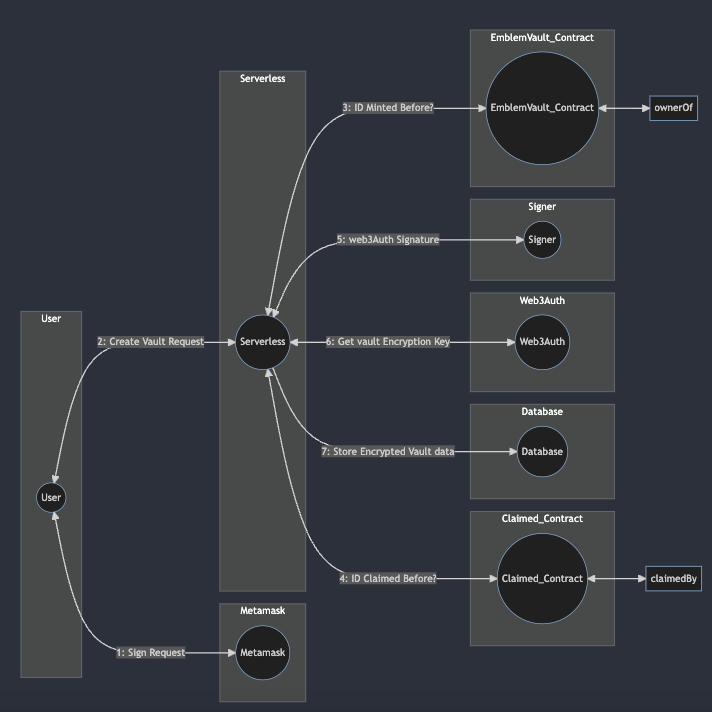 EmblemVault_Contract
Serverless
3: ID Minted Before?
EmblemVault_Contract
ownerOf
Signer
5: web3Auth Signature
Signer
Web3Auth
User
2: Create Vault Request
Serverless
6: Get vault Encryption Key
Web3Auth
Database
7: Store Encrypted Vault data
Database
User
Claimed_Contract
4: ID Claimed Before?
Claimed_Contract
claimedBy
Metamask
1: Sign Request
Metamask